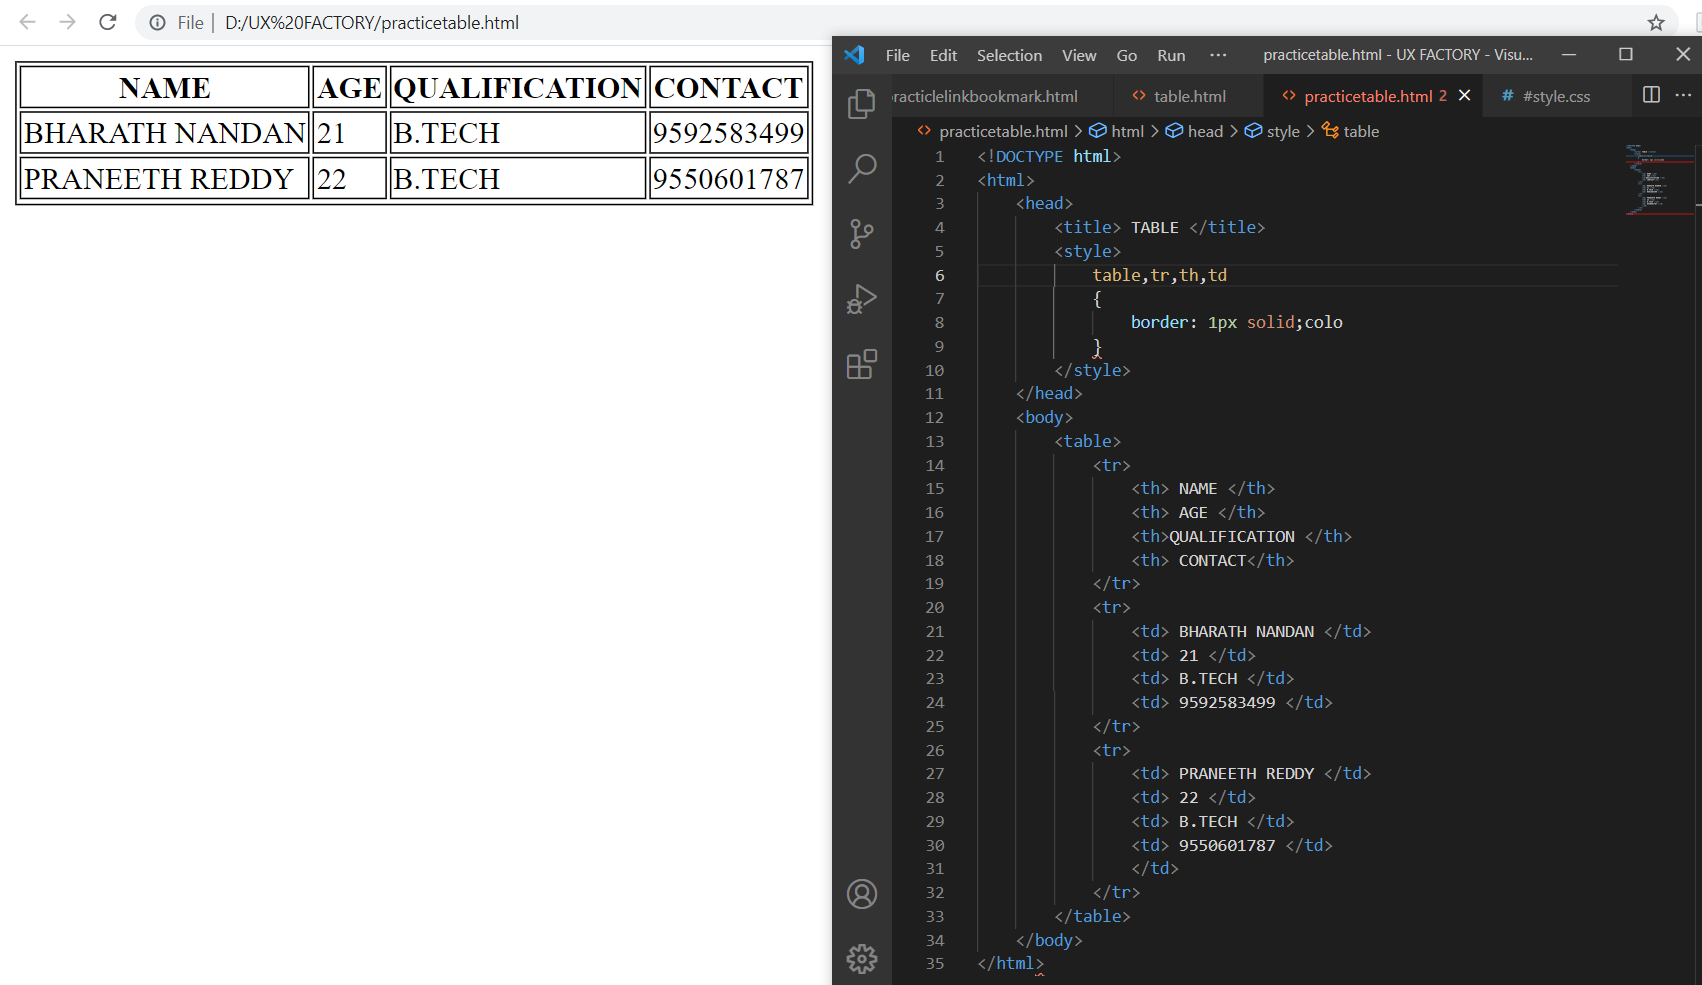 File | D:/UX%20FACTORY/practicetable.html
NAME AGE QUALIFICATION CONTACT
BHARATH NANDAN 21 B.TECH 9592583499
PRANEETH REDDY 22 B.TECH 9550601787
File Edit Selection View Go Run ··· practicetable.html - UX FACTORY - Visu...
racticlelinkbookmark.html <> table.html <> practicetable.html 2 # #style.css ···
<> practicetable.html > html > head > style > table
1 <!DOCTYPE html>
2 <html>
3 <head>
4 <title> TABLE </title>
5 <style>
6 table,tr,th,td
7 {
8 border: 1px solid;colo
9 }
10 </style>
11 </head>
12 <body>
13 <table>
14 <tr>
15 <th> NAME </th>
16 <th> AGE </th>
17 <th>QUALIFICATION </th>
18 <th> CONTACT</th>
19 </tr>
20 <tr>
21 <td> BHARATH NANDAN </td>
22 <td> 21 </td>
23 <td> B.TECH </td>
24 <td> 9592583499 </td>
25 </tr>
26 <tr>
27 <td> PRANEETH REDDY </td>
28 <td> 22 </td>
29 <td> B.TECH </td>
30 <td> 9550601787 </td>
31 </td>
32 </tr>
33 </table>
34 </body>
35 </html>